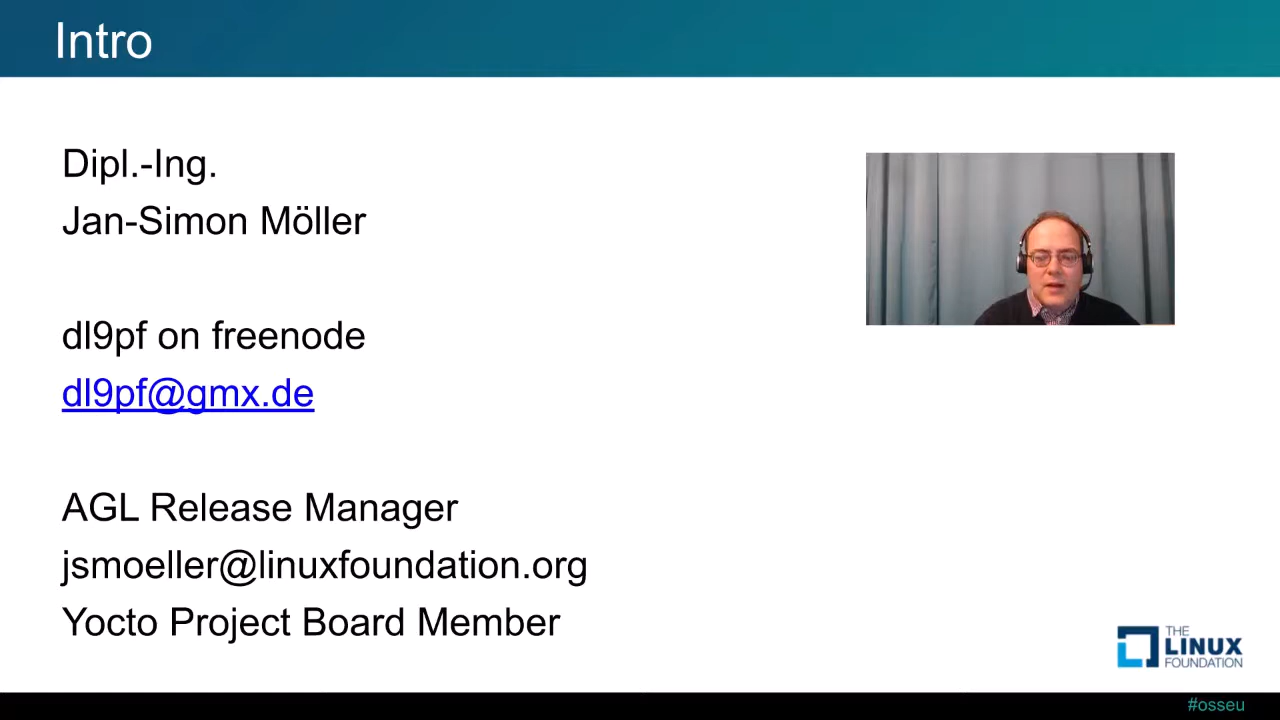 Intro
Dipl.-Ing.
Jan-Simon Möller
dl9pf on freenode
dl9pf@gmx.de
AGL Release Manager
jsmoeller@linuxfoundation.org
Yocto Project Board Member
THE
LINUX
FOUNDATION
#osseu